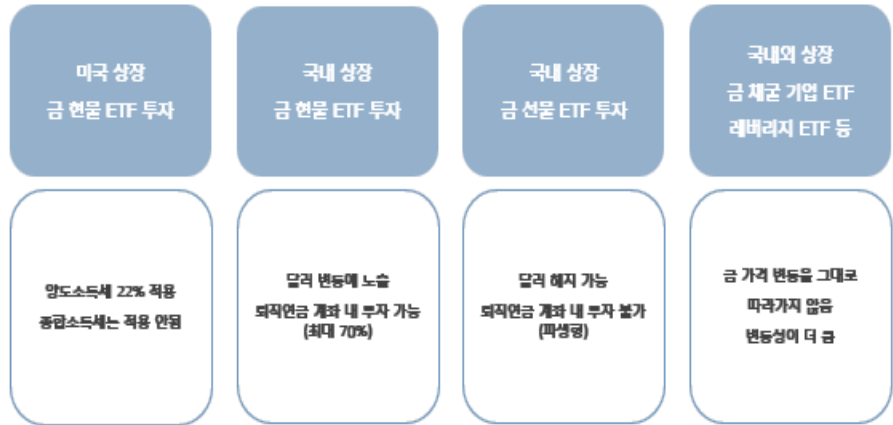 미국 상장
금 현물 ETF 투자
국내 상장
금 현물 ETF 투자
국내 상장
금 선물 ETF 투자
국내외 상장
금 채굴 기업 ETF
레버리지 ETF 등
양도소득세 22% 적용
종합소득세는 적용 안됨
달러 변동에 노출
퇴직연금 계좌 내 투자 가능
(최대 70%)
달러 헤지 가능
퇴직연금 계좌 내 투자 불가
(파생형)
금 가격 변동을 그대로
따라가지 않음
변동성이 더 큼